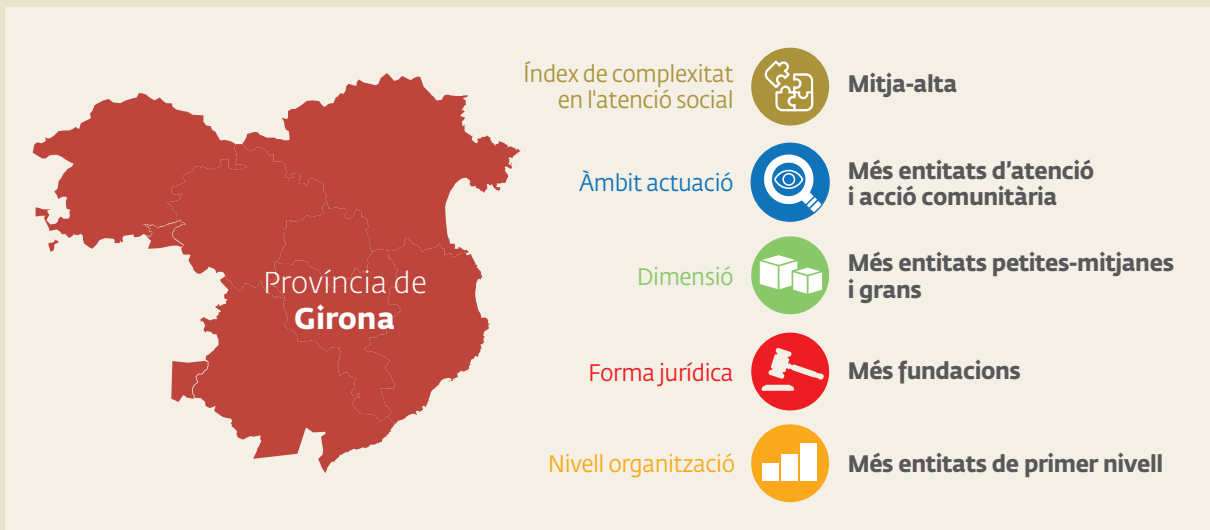 Província de
Girona
Índex de complexitat
en l'atenció social
Mitja-alta
Àmbit actuació
Més entitats d'atenció
i acció comunitària
Dimensió
Més entitats petites-mitjanes
i grans
Forma jurídica
Més fundacions
Nivell organització
Més entitats de primer nivell